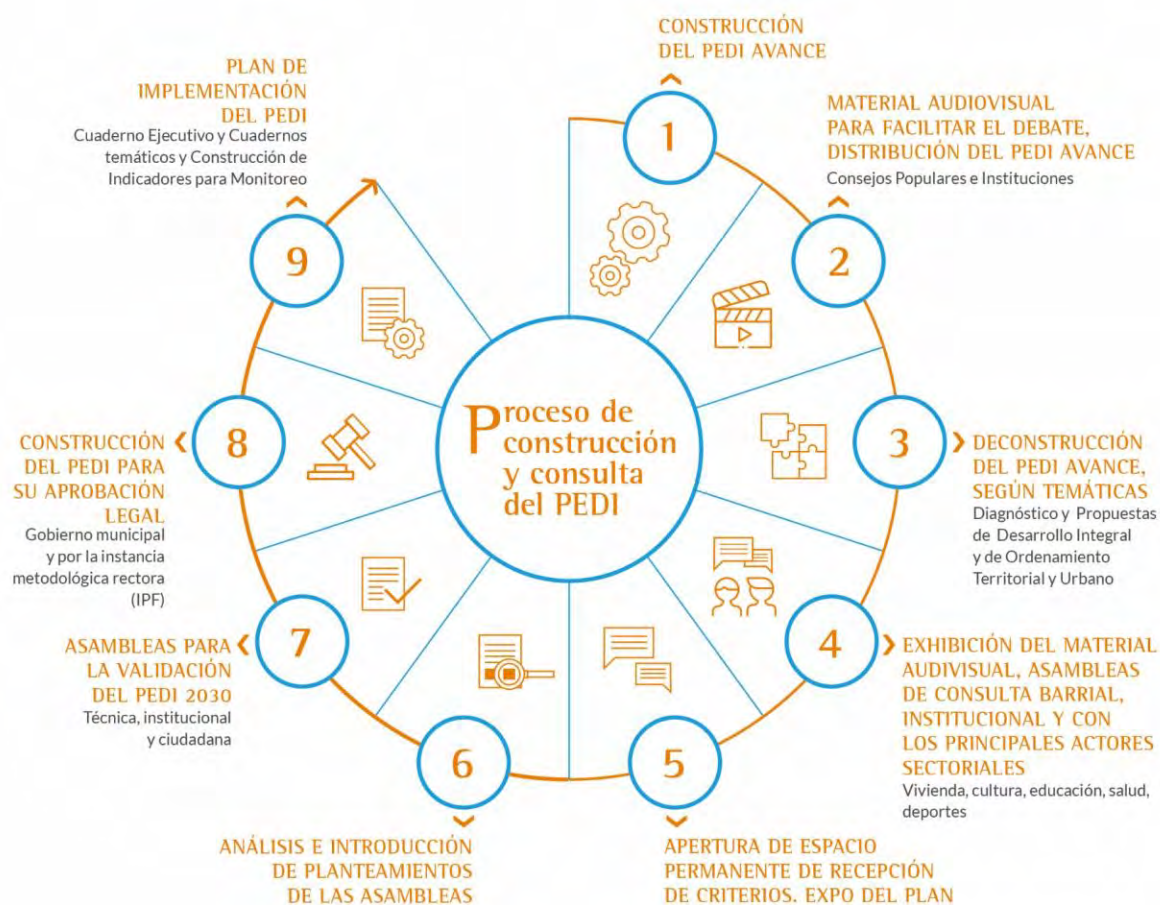 Proceso de
construcción
y consulta
del PEDI
1
CONSTRUCCIÓN
DEL PEDI AVANCE
2
MATERIAL AUDIOVISUAL
PARA FACILITAR EL DEBATE,
DISTRIBUCIÓN DEL PEDI AVANCE
Consejos Populares e Instituciones
3
DECONSTRUCCIÓN
DEL PEDI AVANCE,
SEGÚN TEMÁTICAS
Diagnóstico y Propuestas
de Desarrollo Integral
y de Ordenamiento
Territorial y Urbano
4
EXHIBICIÓN DEL MATERIAL
AUDIVISUAL, ASAMBLEAS
DE CONSULTA BARRIAL,
INSTITUCIONAL Y CON
LOS PRINCIPALES ACTORES
SECTORIALES
Vivienda, cultura, educación, salud,
deportes
5
APERTURA DE ESPACIO
PERMANENTE DE RECEPCIÓN
DE CRITERIOS. EXPO DEL PLAN
6
ANÁLISIS E INTRODUCCIÓN
DE PLANTEAMIENTOS
DE LAS ASAMBLEAS
7
ASAMBLEAS PARA
LA VALIDACIÓN
DEL PEDI 2030
Técnica, institucional
y ciudadana
8
CONSTRUCCIÓN
DEL PEDI PARA
SU APROBACIÓN
LEGAL
Gobierno municipal
y por la instancia
metodológica rectora
(IPF)
9
PLAN DE
IMPLEMENTACIÓN
DEL PEDI
Cuaderno Ejecutivo y Cuadernos
temáticos y Construcción de
Indicadores para Monitoreo